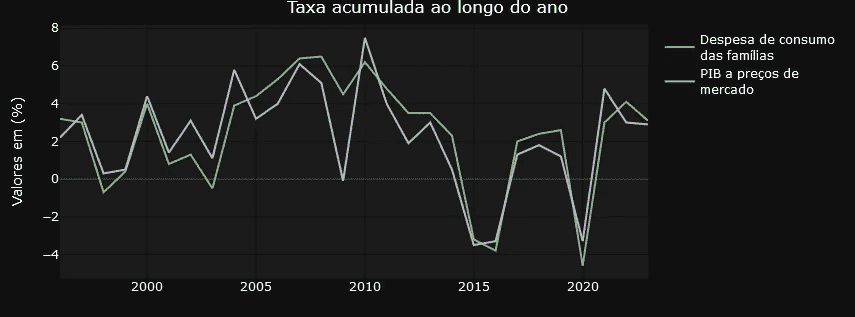 Taxa acumulada ao longo do ano
8
6
4
2
0
−2
−4
Valores em (%)
2000
2005
2010
2015
2020
Despesa de consumo
das famílias
PIB a preços de
mercado